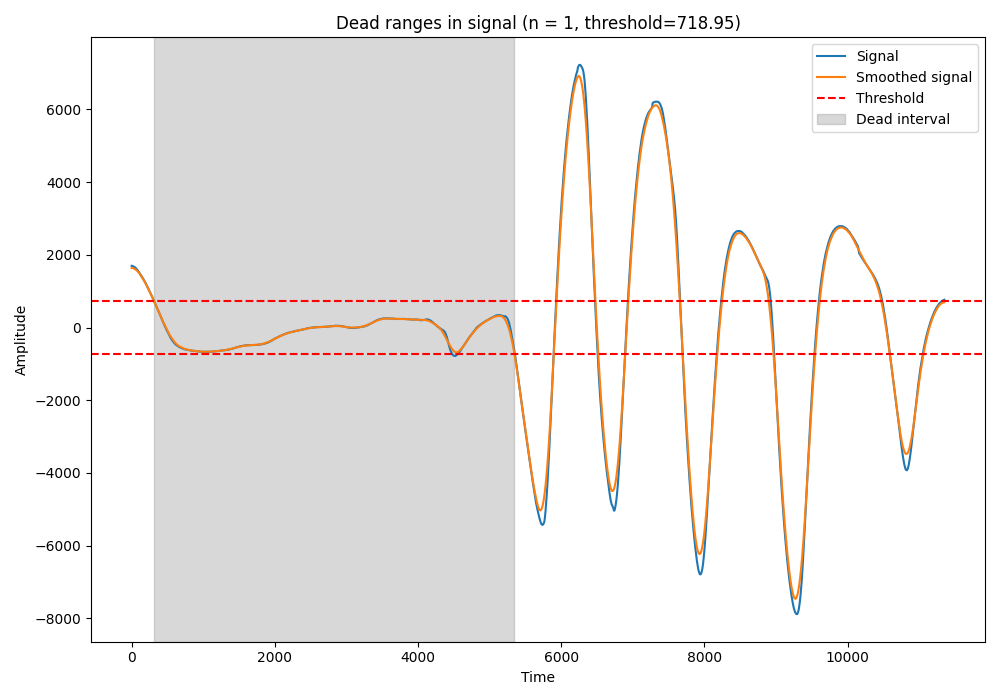 Dead ranges in signal (n = 1, threshold=718.95)
Signal
Smoothed signal
Threshold
Dead interval
Amplitude
6000
4000
2000
0
−2000
−4000
−6000
−8000
0 2000 4000 6000 8000 10000
Time